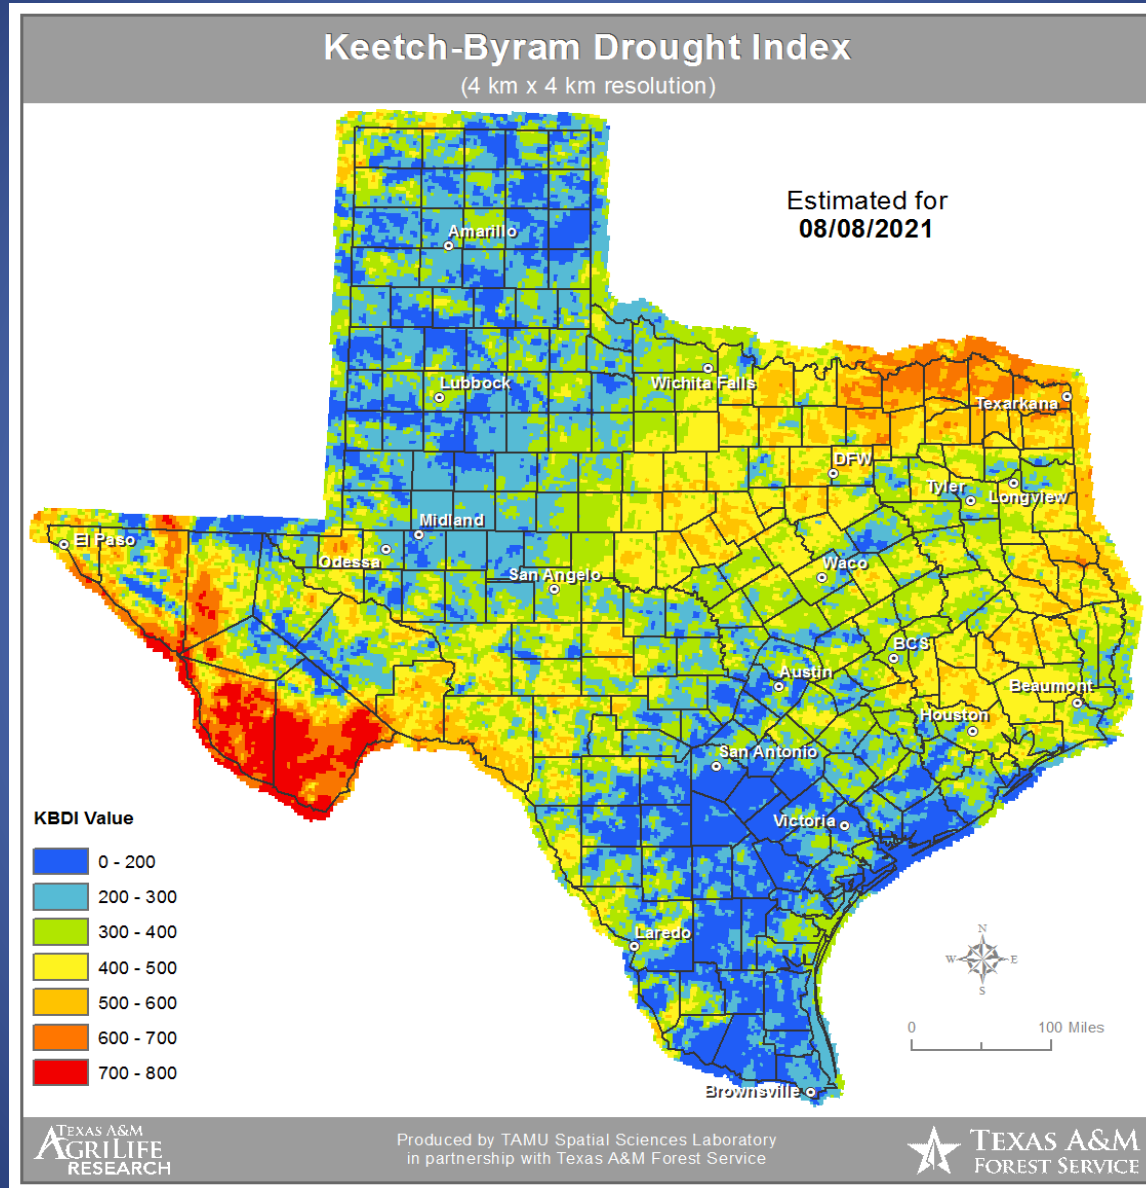 Keetch-Byram Drought Index
(4 km x 4 km resolution)
Estimated for
08/08/2021
Amarillo
Lubbock
Wichita Falls
Texarkana
DFW
Tyler
Longview
Midland
El Paso
Odessa
San Angelo
Waco
BCS
Austin
Beaumont
Houston
San Antonio
Victoria
Laredo
Brownsville
KBDI Value
0 - 200
200 - 300
300 - 400
400 - 500
500 - 600
600 - 700
700 - 800
N
W
E
S
0
100 Miles
TEXAS A&M
AGRILIFE
RESEARCH
Produced by TAMU Spatial Sciences Laboratory
in partnership with Texas A&M Forest Service
TEXAS A&M
FOREST SERVICE